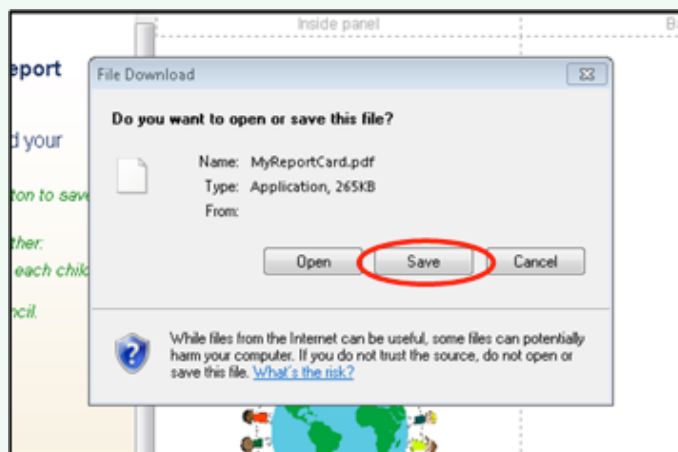 Inside panel
eport
d your
ton to save
ther:
each child
ncil.
File Download
Do you want to open or save this file?
Name: MyReportCard.pdf
Type: Application, 265KB
From:
Open Save Cancel
While files from the Internet can be useful, some files can potentially
harm your computer. If you do not trust the source, do not open or
save this file. What's the risk?